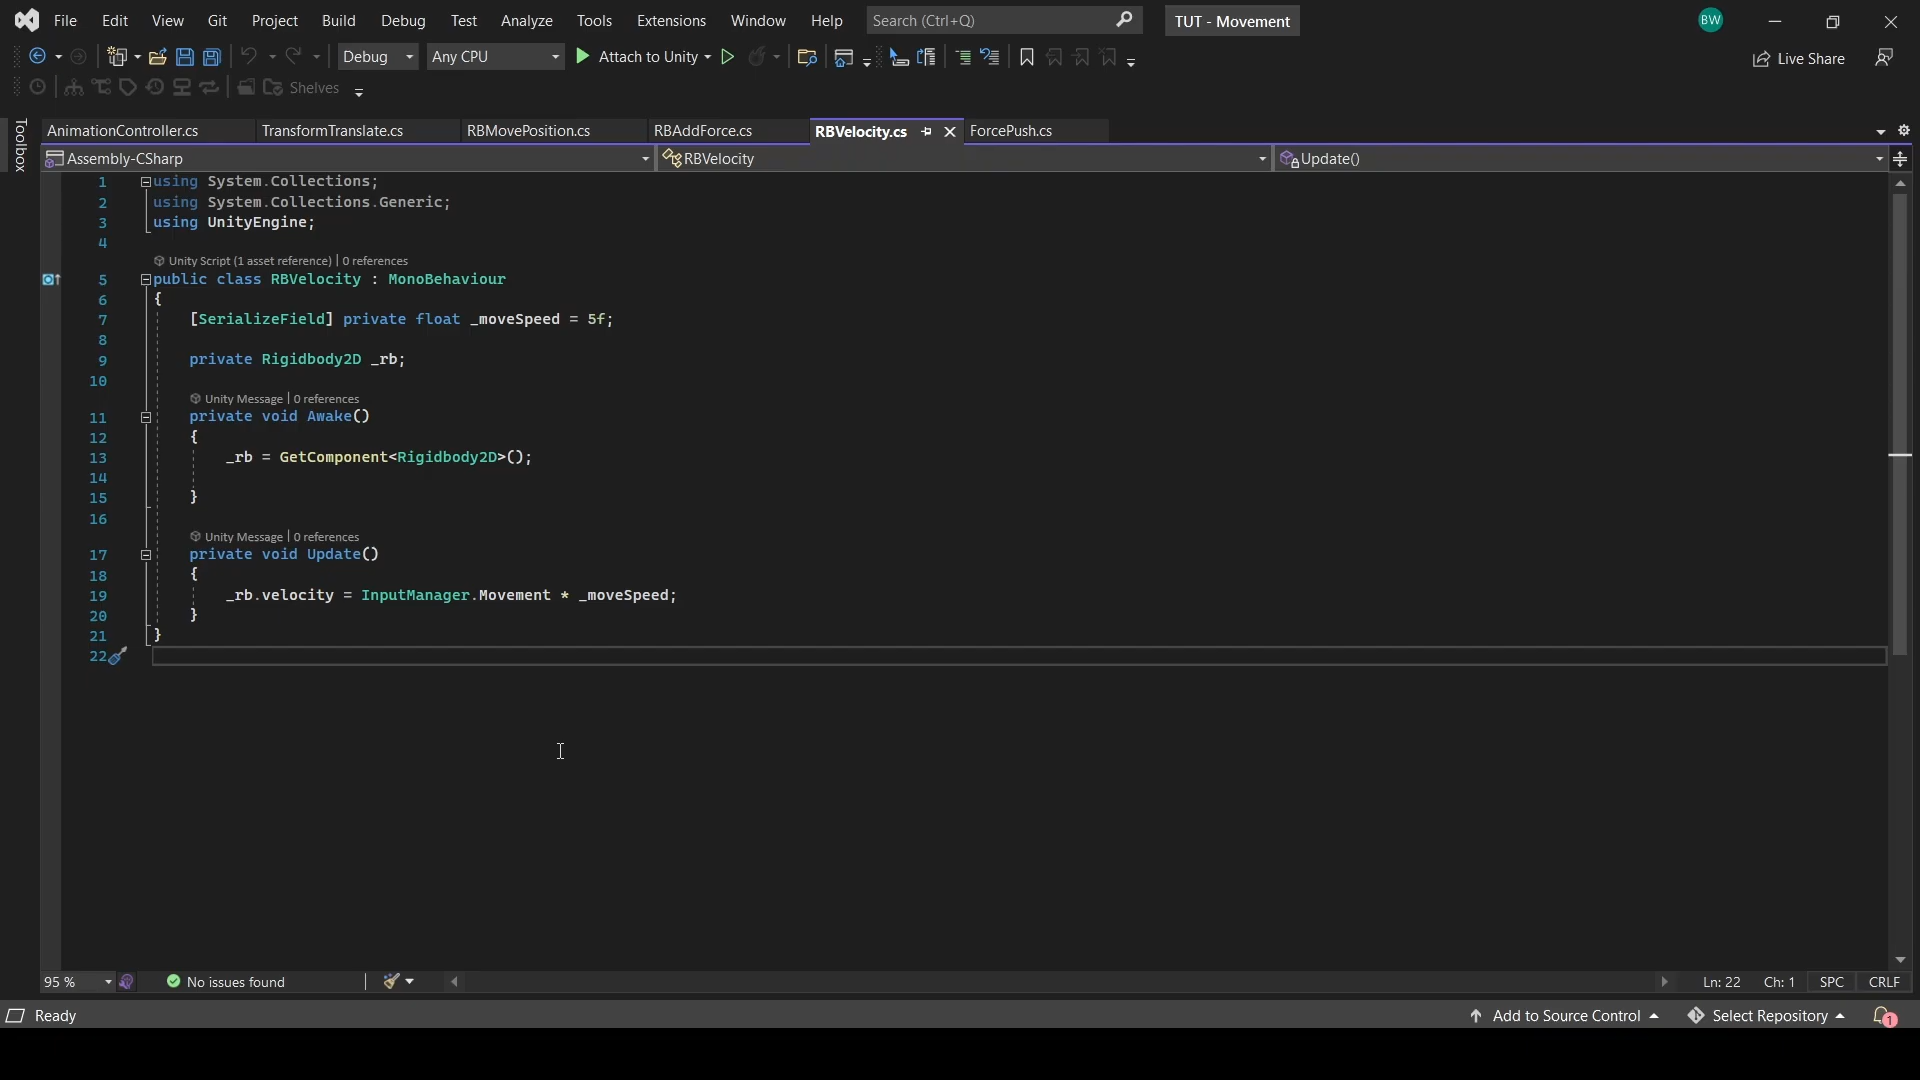 File Edit View Git Project Build Debug Test Analyze Tools Extensions Window Help Search (Ctrl+Q) TUT - Movement BW
Debug Any CPU Attach to Unity Live Share
Shelves
Toolbox
AnimationController.cs TransformTranslate.cs RBMovePosition.cs RBAddForce.cs RBVelocity.cs ForcePush.cs
Assembly-CSharp RBVelocity Update()
1 using System.Collections;
2 using System.Collections.Generic;
3 using UnityEngine;
4
Unity Script (1 asset reference) | 0 references
5 public class RBVelocity : MonoBehaviour
6 {
7 [SerializeField] private float _moveSpeed = 5f;
8
9 private Rigidbody2D _rb;
10
Unity Message | 0 references
11 private void Awake()
12 {
13 _rb = GetComponent<Rigidbody2D>();
14
15 }
16
Unity Message | 0 references
17 private void Update()
18 {
19 _rb.velocity = InputManager.Movement * _moveSpeed;
20 }
21 }
22
95 % No issues found Ln: 22 Ch: 1 SPC CRLF
Ready Add to Source Control Select Repository 1